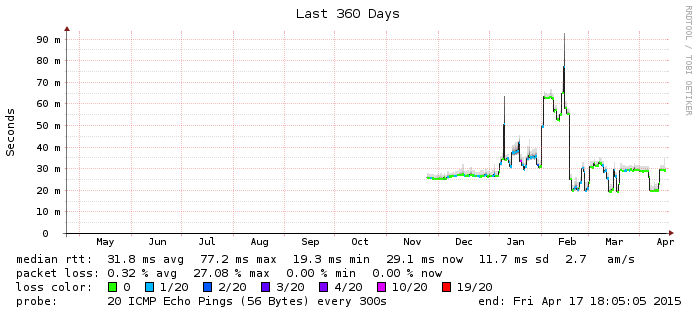 Last 360 Days
RRDTOOL / TOBI OETIKER
Seconds
90 m
80 m
70 m
60 m
50 m
40 m
30 m
20 m
10 m
0
May Jun Jul Aug Sep Oct Nov Dec Jan Feb Mar Apr
median rtt: 31.8 ms avg 77.2 ms max 19.3 ms min 29.1 ms now 11.7 ms sd 2.7 am/s
packet loss: 0.32 % avg 27.08 % max 0.00 % min 0.00 % now
loss color: 0 1/20 2/20 3/20 4/20 10/20 19/20
probe: 20 ICMP Echo Pings (56 Bytes) every 300s end: Fri Apr 17 18:05:05 2015